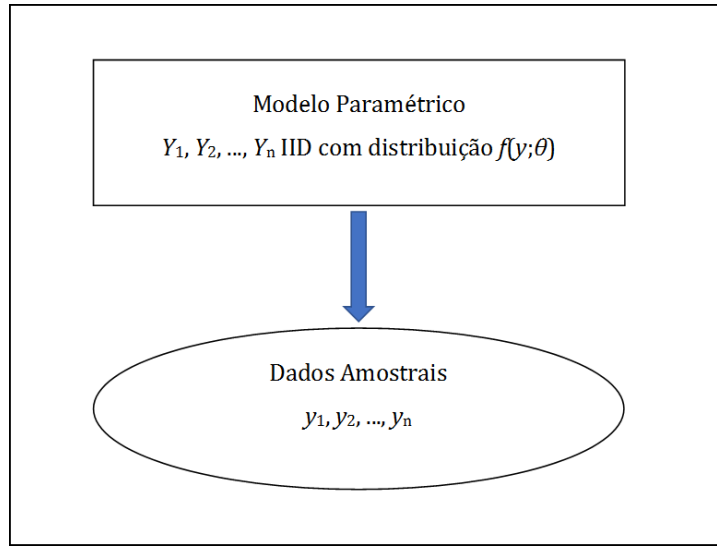 Modelo Paramétrico
Y₁, Y₂, ..., Yₙ IID com distribuição f(y;θ)
Dados Amostrais
y₁, y₂, ..., yₙ